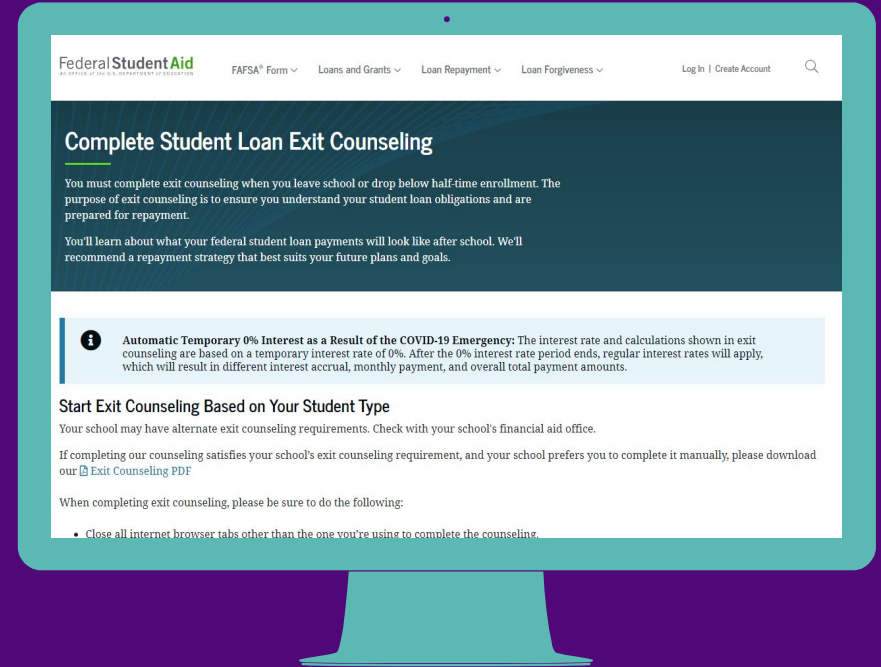 Federal Student Aid
An OFFICE of the U.S. DEPARTMENT of EDUCATION
FAFSA® Form
Loans and Grants
Loan Repayment
Loan Forgiveness
Log In | Create Account
Complete Student Loan Exit Counseling
You must complete exit counseling when you leave school or drop below half-time enrollment. The
purpose of exit counseling is to ensure you understand your student loan obligations and are
prepared for repayment.
You'll learn about what your federal student loan payments will look like after school. We'll
recommend a repayment strategy that best suits your future plans and goals.
Automatic Temporary 0% Interest as a Result of the COVID-19 Emergency: The interest rate and calculations shown in exit
counseling are based on a temporary interest rate of 0%. After the 0% interest rate period ends, regular interest rates will apply,
which will result in different interest accrual, monthly payment, and overall total payment amounts.
Start Exit Counseling Based on Your Student Type
Your school may have alternate exit counseling requirements. Check with your school's financial aid office.
If completing our counseling satisfies your school's exit counseling requirement, and your school prefers you to complete it manually, please download
our Exit Counseling PDF
When completing exit counseling, please be sure to do the following:
• Close all internet browser tabs other than the one you're using to complete the counseling.